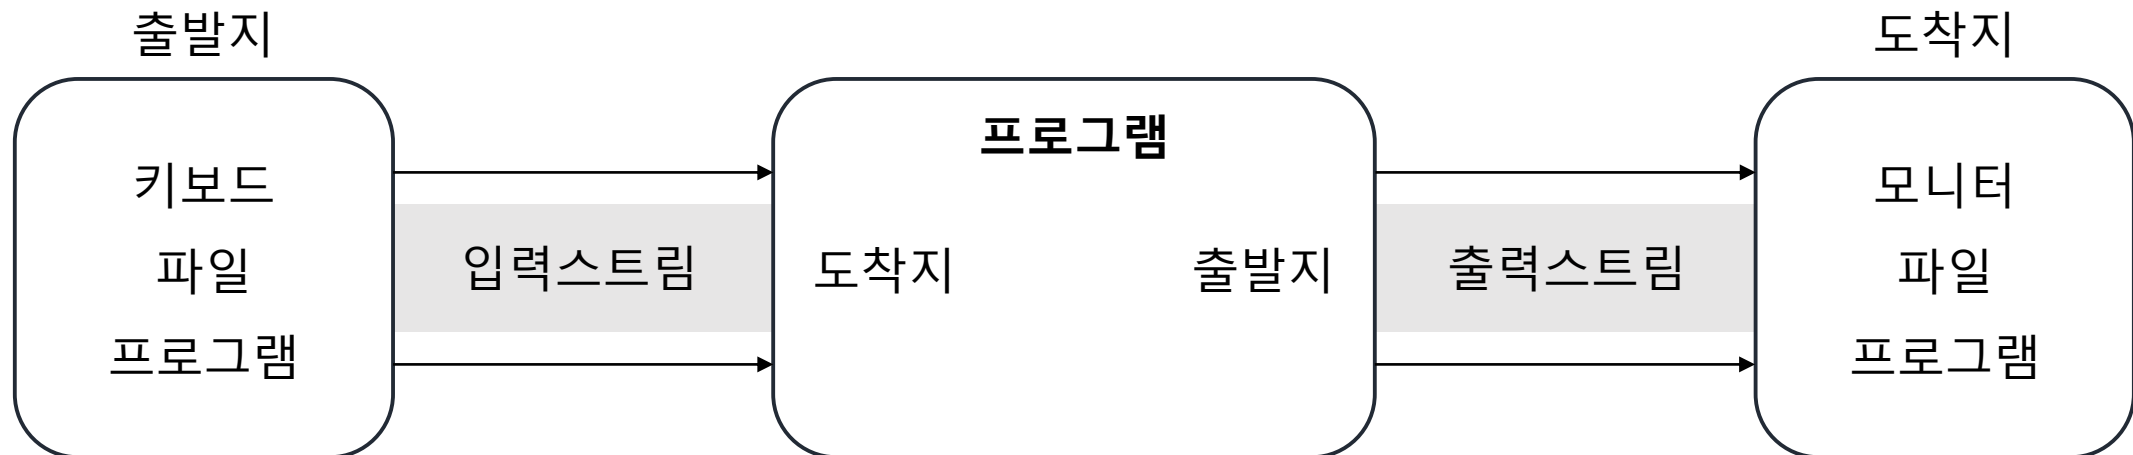 출발지
도착지
프로그램
키보드
파일
프로그램
입력스트림
도착지
출발지
출력스트림
모니터
파일
프로그램